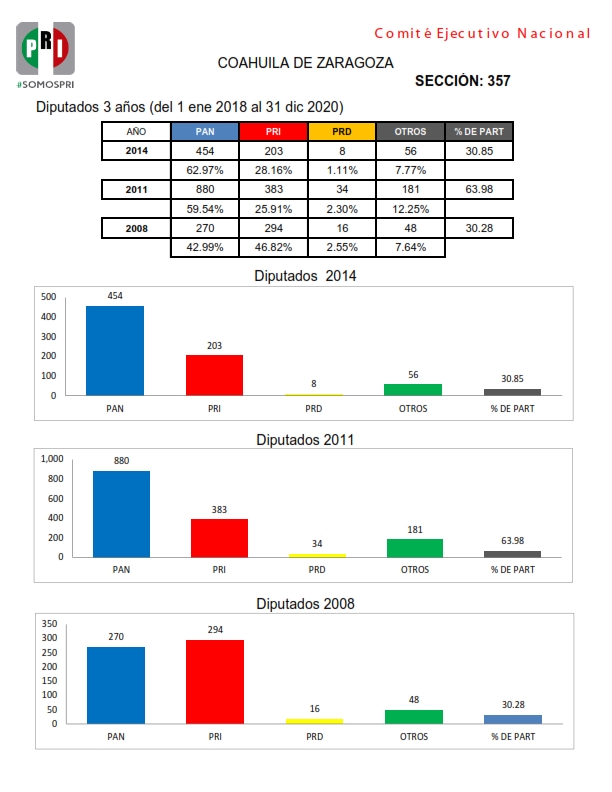 PRI
#SOMOSPRI
Comité Ejecutivo Nacional
COAHUILA DE ZARAGOZA
SECCIÓN: 357
Diputados 3 años (del 1 ene 2018 al 31 dic 2020)
AÑO PAN PRI PRD OTROS % DE PART
2014 454 203 8 56 30.85
62.97% 28.16% 1.11% 7.77%
2011 880 383 34 181 63.98
59.54% 25.91% 2.30% 12.25%
2008 270 294 16 48 30.28
42.99% 46.82% 2.55% 7.64%
Diputados 2014
500
400
300
200
100
0
454
203
8
56
30.85
PAN PRI PRD OTROS % DE PART
Diputados 2011
1,000
800
600
400
200
0
880
383
34
181
63.98
PAN PRI PRD OTROS % DE PART
Diputados 2008
350
300
250
200
150
100
50
0
270
294
16
48
30.28
PAN PRI PRD OTROS % DE PART